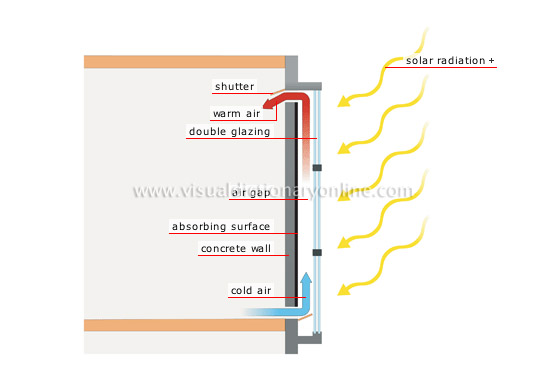 solar radiation +
shutter
warm air
double glazing
www.visualdictionaryonline.com
air gap
absorbing surface
concrete wall
cold air